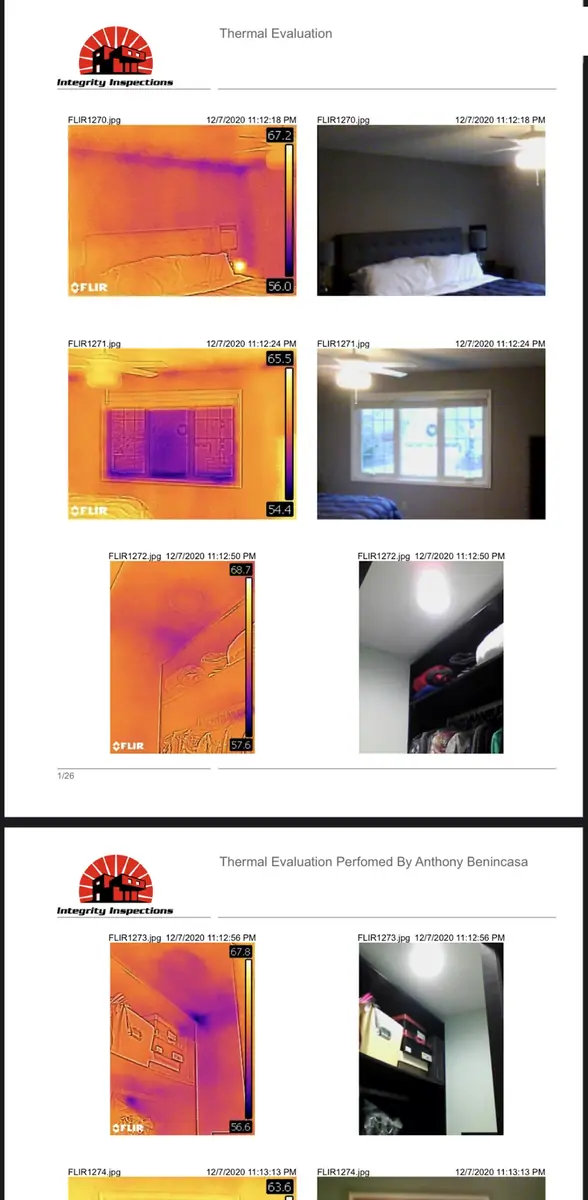 Thermal Evaluation
Integrity Inspections
FLIR1270.jpg 12/7/2020 11:12:18 PM FLIR1270.jpg 12/7/2020 11:12:18 PM
67.2
56.0
FLIR
FLIR1271.jpg 12/7/2020 11:12:24 PM FLIR1271.jpg 12/7/2020 11:12:24 PM
65.5
54.4
FLIR
FLIR1272.jpg 12/7/2020 11:12:50 PM FLIR1272.jpg 12/7/2020 11:12:50 PM
68.7
57.6
FLIR
1/26
Thermal Evaluation Perfomed By Anthony Benincasa
Integrity Inspections
FLIR1273.jpg 12/7/2020 11:12:56 PM FLIR1273.jpg 12/7/2020 11:12:56 PM
67.8
56.6
FLIR
FLIR1274.jpg 12/7/2020 11:13:13 PM FLIR1274.jpg 12/7/2020 11:13:13 PM
63.6